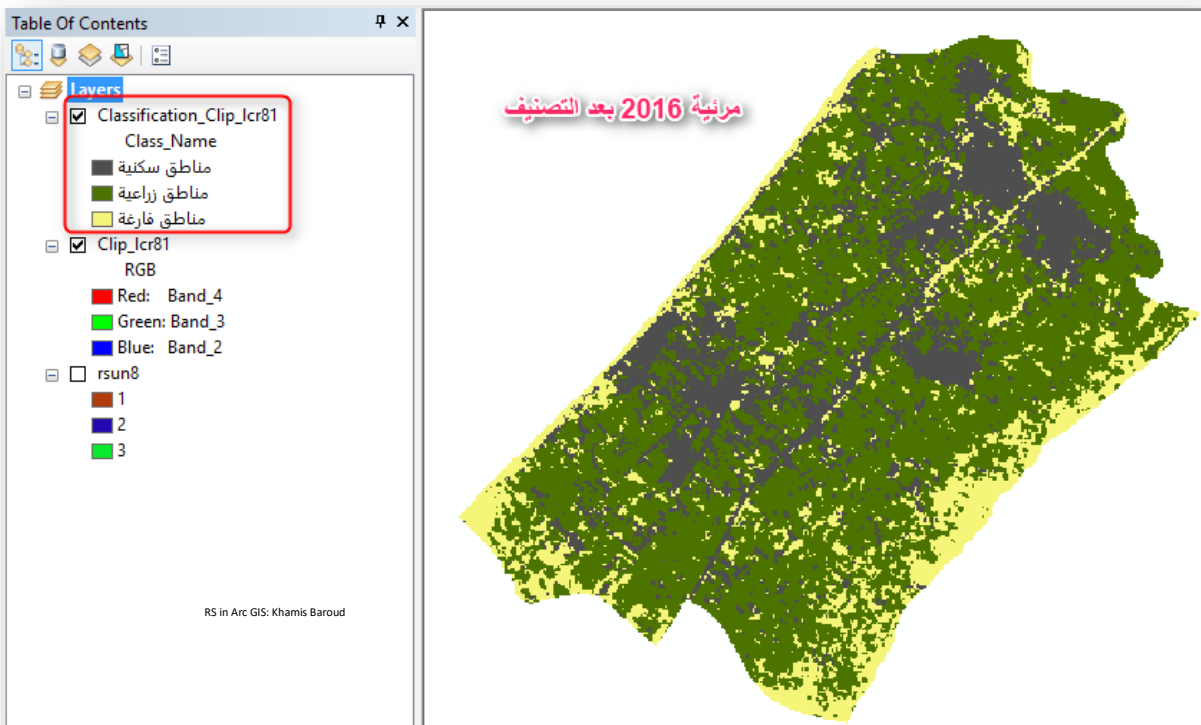 Table Of Contents
Layers
Classification_Clip_lcr81
Class_Name
مناطق سكنية
مناطق زراعية
مناطق فارغة
Clip_lcr81
RGB
Red: Band_4
Green: Band_3
Blue: Band_2
rsun8
1
2
3
RS in Arc GIS: Khamis Baroud
مرئية 2016 بعد التصنيف